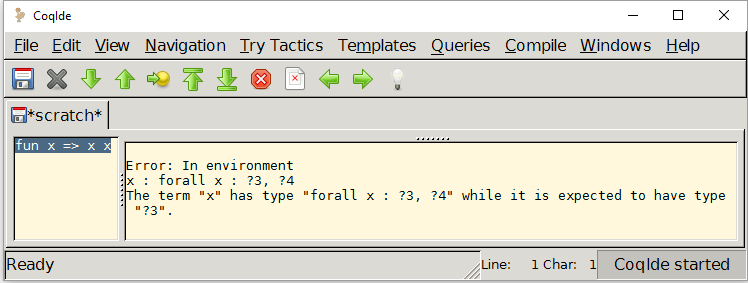 CoqIde
File Edit View Navigation Try Tactics Templates Queries Compile Windows Help
*scratch*
fun x => x x
Error: In environment
x : forall x : ?3, ?4
The term "x" has type "forall x : ?3, ?4" while it is expected to have type
"?3".
Ready
Line: 1 Char: 1
CoqIde started